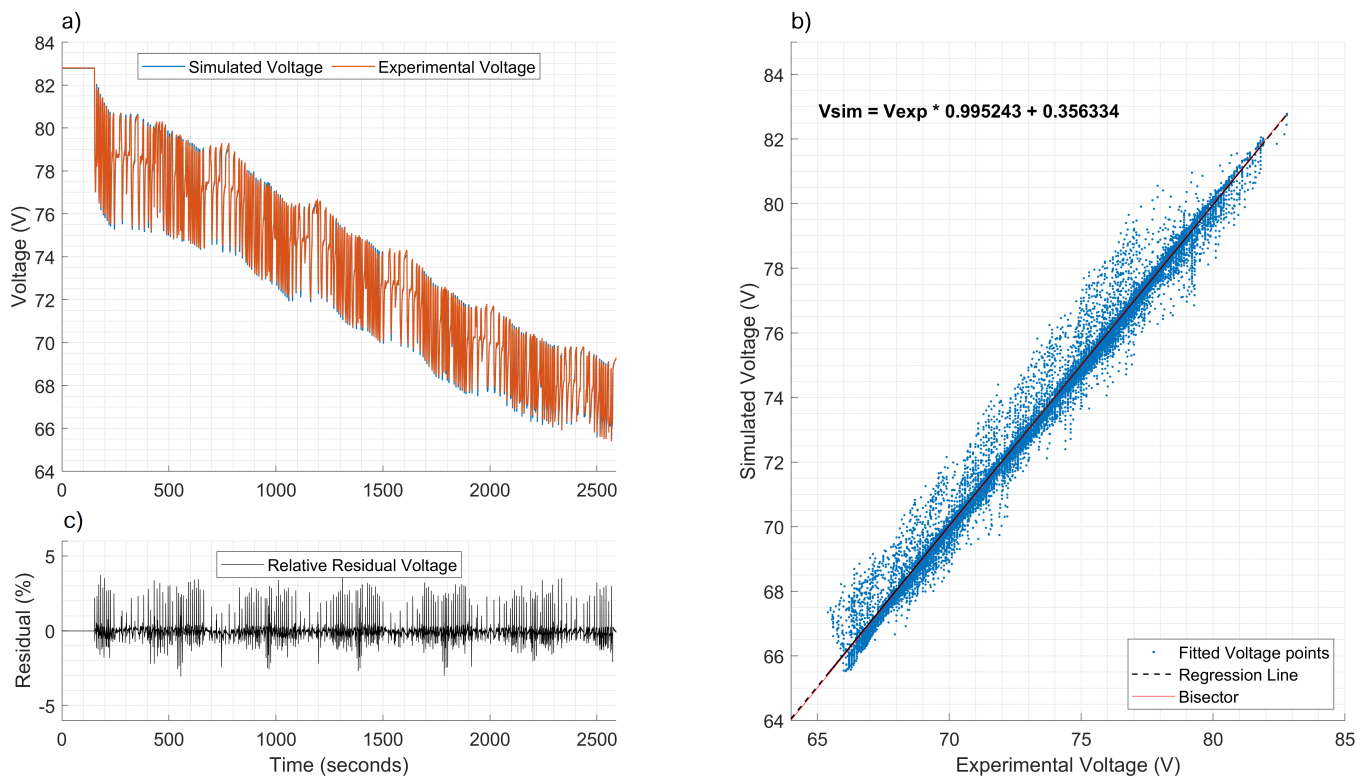 a)
84
82
80
78
76
74
72
70
68
66
64
Voltage (V)
Simulated Voltage
Experimental Voltage
0
500
1000
1500
2000
2500
c)
5
0
-5
Residual (%)
Relative Residual Voltage
0
500
1000
1500
2000
2500
Time (seconds)
b)
84
82
80
78
76
74
72
70
68
66
64
Simulated Voltage (V)
Vsim = Vexp * 0.995243 + 0.356334
Fitted Voltage points
Regression Line
Bisector
65
70
75
80
85
Experimental Voltage (V)